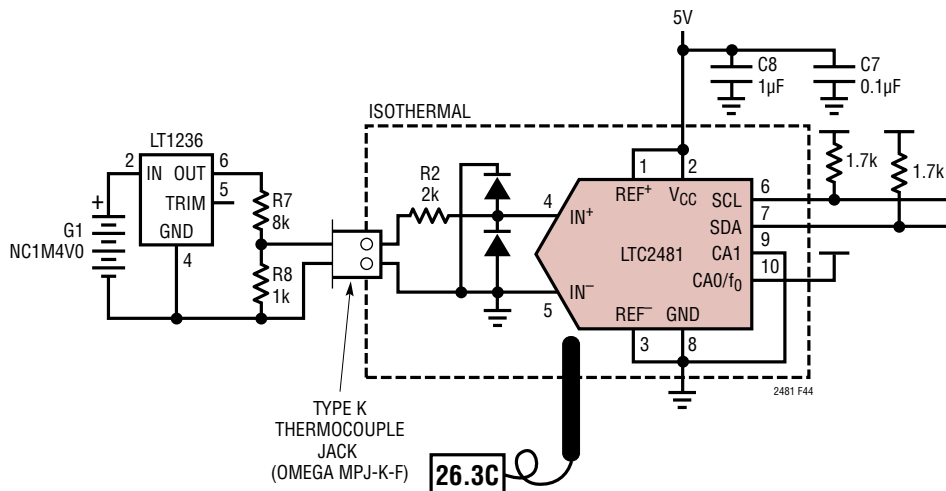 5V
C8
1µF
C7
0.1µF
ISOTHERMAL
LT1236
2
IN
OUT
6
TRIM
5
GND
4
G1
NC1M4V0
+
R7
8k
R8
1k
R2
2k
1
2
REF+
VCC
4
IN+
LTC2481
IN−
5
REF−
GND
3
8
SCL
6
SDA
7
CA1
9
CA0/f0
10
1.7k
1.7k
2481 F44
TYPE K
THERMOCOUPLE
JACK
(OMEGA MPJ-K-F)
26.3C